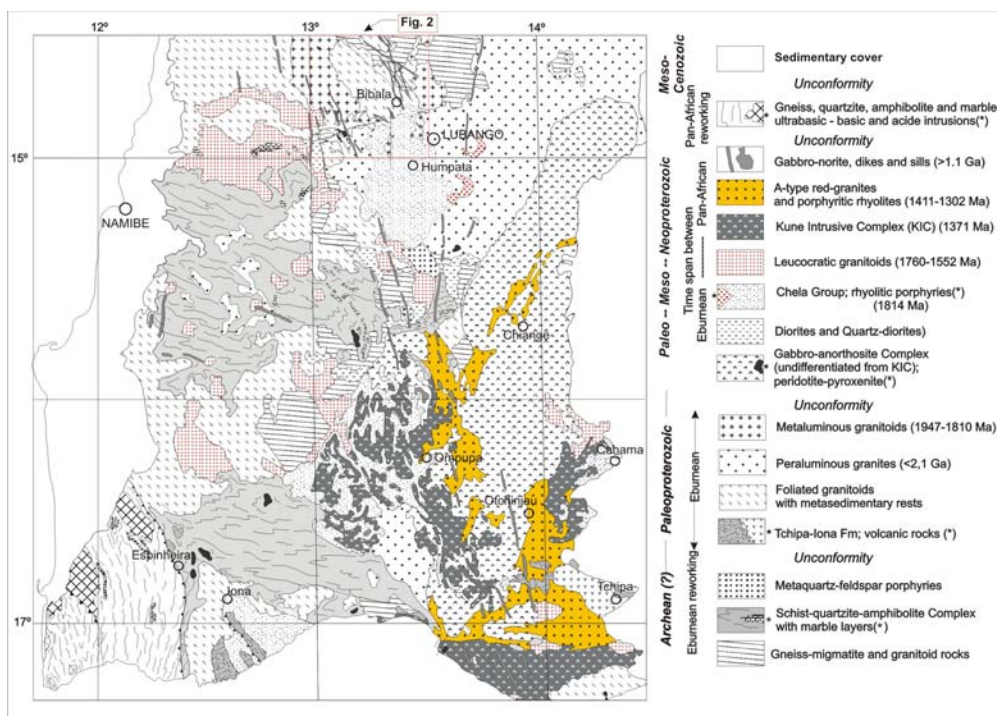 12º
13º
Fig. 2
14º
Bibala
LUBANGO
15º
Humpata
NAMIBE
Chiange
Ompupa
Cahama
Otchinjau
Espinheira
Iona
Tchipa
17º
Meso-
Cenozoic
Pan-African
reworking
Paleo -- Meso -- Neoproterozoic
Time span between
Eburnean -------- Pan-African
Paleoproterozoic
Eburnean
Archean (?)
Eburnean reworking
Sedimentary cover
Unconformity
* Gneiss, quartzite, amphibolite and marble
ultrabasic - basic and acide intrusions(*)
Unconformity
Gabbro-norite, dikes and sills (>1.1 Ga)
A-type red-granites
and porphyritic rhyolites (1411-1302 Ma)
Kune Intrusive Complex (KIC) (1371 Ma)
Leucocratic granitoids (1760-1552 Ma)
* Chela Group; rhyolitic porphyries(*)
(1814 Ma)
Diorites and Quartz-diorites)
Gabbro-anorthosite Complex
* (undifferentiated from KIC);
peridotite-pyroxenite(*)
Unconformity
Metaluminous granitoids (1947-1810 Ma)
Peraluminous granites (<2,1 Ga)
Foliated granitoids
with metasedimentary rests
* Tchipa-Iona Fm; volcanic rocks (*)
Unconformity
Metaquartz-feldspar porphyries
* Schist-quartzite-amphibolite Complex
with marble layers(*)
Gneiss-migmatite and granitoid rocks